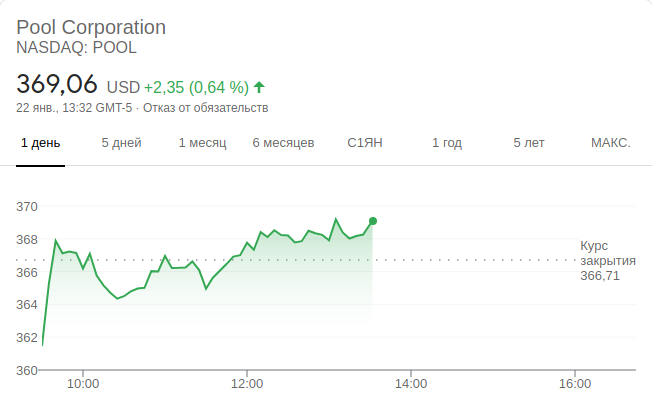 Pool Corporation
NASDAQ: POOL
369,06 USD +2,35 (0,64 %)
22 янв., 13:32 GMT-5 · Отказ от обязательств
1 день 5 дней 1 месяц 6 месяцев С1ЯН 1 год 5 лет МАКС.
370
368
366
364
362
360
Курс
закрытия
366,71
10:00 12:00 14:00 16:00